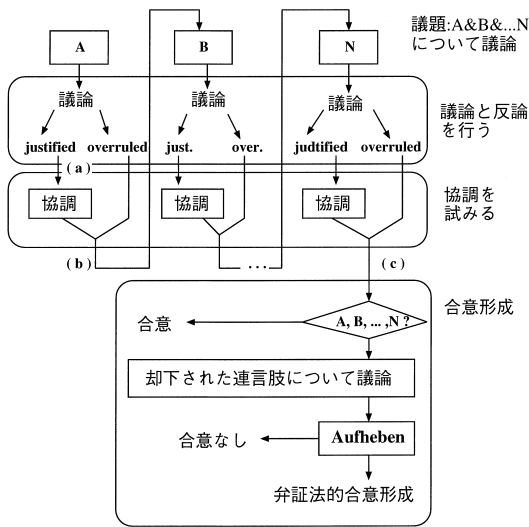 A
B
N
議題:A&B&...N
について議論
議論
議論
議論
議論と反論
を行う
justified
overruled
just.
over.
judtified
overruled
( a )
協調
協調
協調
協調を
試みる
( b )
...
( c )
合意形成
合意
A, B, ... ,N ?
却下された連言肢について議論
合意なし
Aufheben
弁証法的合意形成